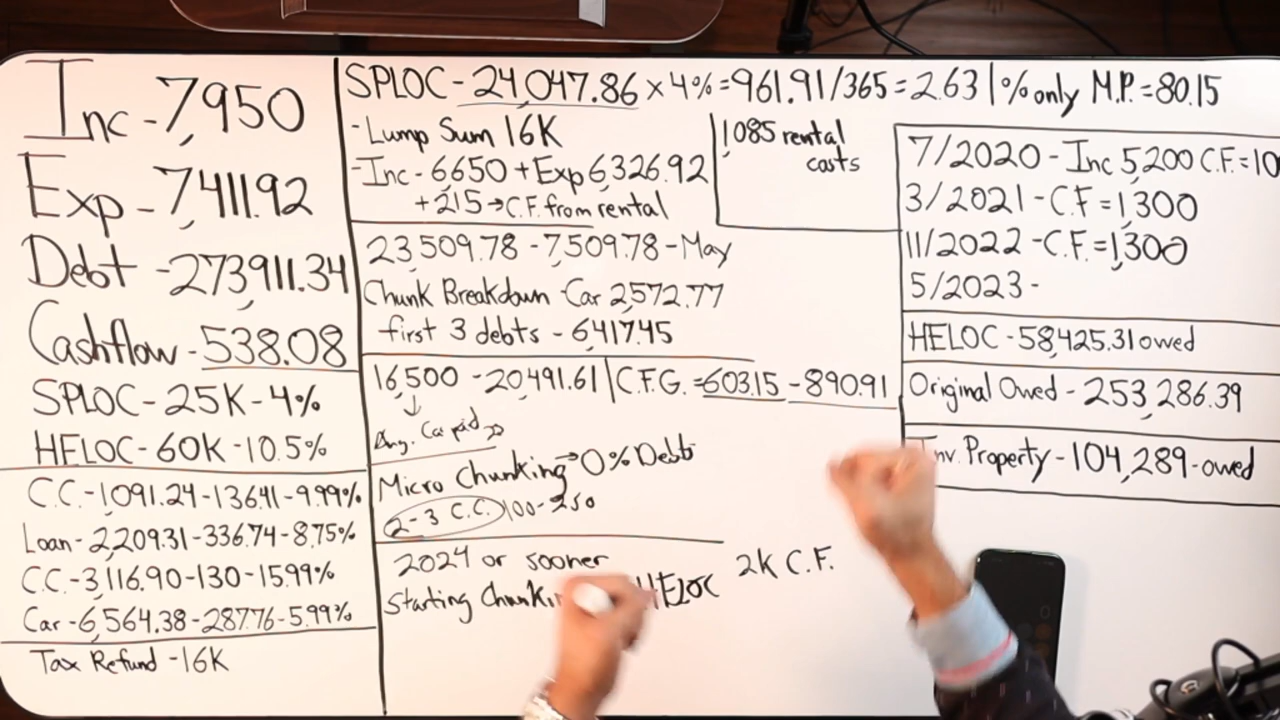 Inc - 7,950
Exp - 7,411.92
Debt - 273,911.34
Cashflow - 538.08
SPLOC - 25K - 4%
HELOC - 60K - 10.5%
C.C. - 1091.24 - 136.41 - 9.99%
Loan - 2,209.31 - 336.74 - 8.75%
C.C. - 3,116.90 - 130 - 15.99%
Car - 6,564.38 - 287.76 - 5.99%
Tax Refund - 16K
SPLOC - 24,047.86 x 4% = 961.91/365 = 2.63 | % only M.P. = 80.15
- Lump Sum 16K
- Inc - 6650 + Exp 6,326.92
+ 215 → C.F. from rental
1,085 rental
costs
23,509.78 - 7,509.78 - May
Chunk Breakdown - Car 2,572.77
first 3 debts - 6,417.45
16,500 - 20,491.61 | C.F.G. = 603.15 - 890.91
Car paid
Micro Chunking → 0% Debt
2-3 C.C. 100-250
2024 or sooner
Starting HELOC 2K C.F.
7/2020 - Inc 5,200 C.F. = 10
3/2021 - C.F = 1,300
11/2022 - C.F. = 1,300
5/2023 -
HELOC - 58,425.31 owed
Original Owed - 253,286.39
Inv. Property - 104,289 - owed